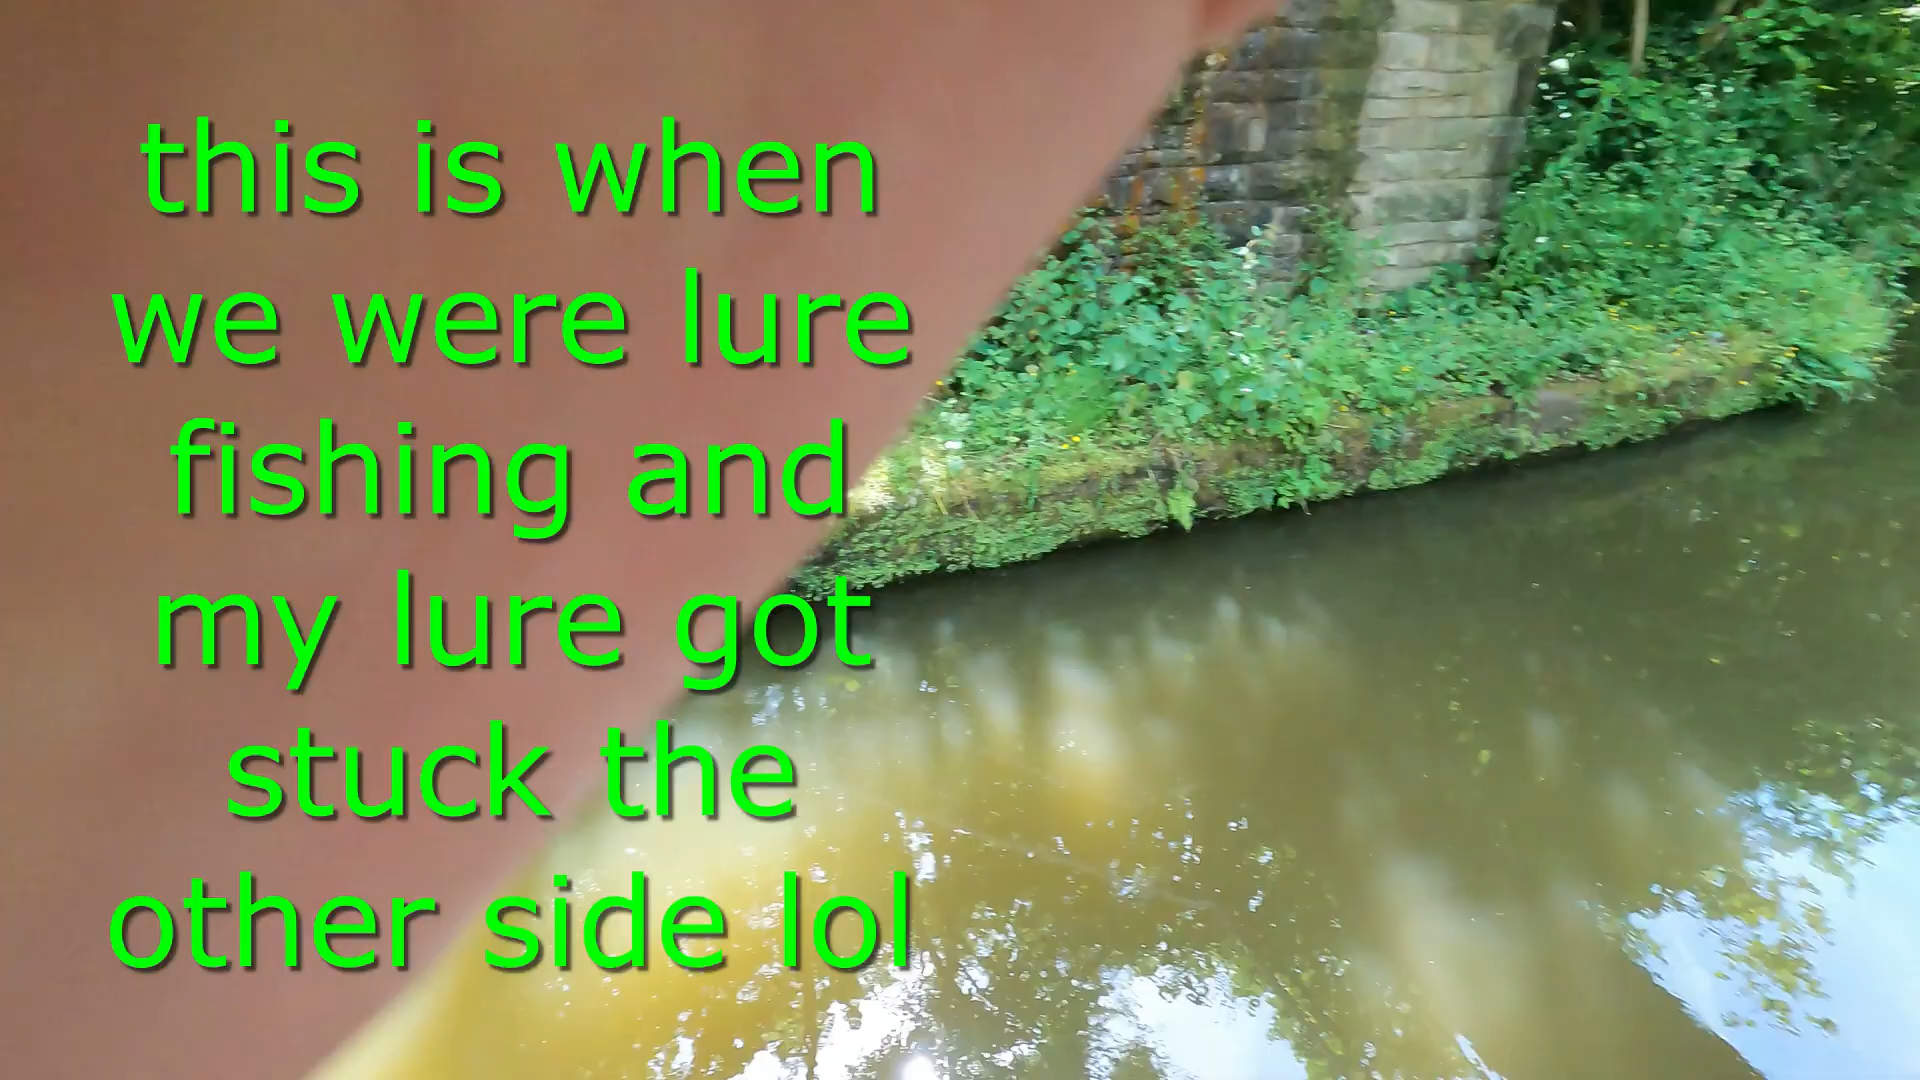 this is when
we were lure
fishing and
my lure got
stuck the
other side lol